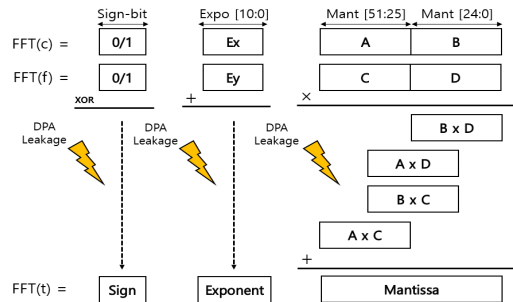 Sign-bit Expo [10:0] Mant [51:25] Mant [24:0]
FFT(c) = 0/1 Ex A B
FFT(f) = 0/1 Ey C D
XOR + ×
DPA Leakage DPA Leakage DPA Leakage
B x D
A x D
B x C
A x C
+
FFT(t) = Sign Exponent Mantissa